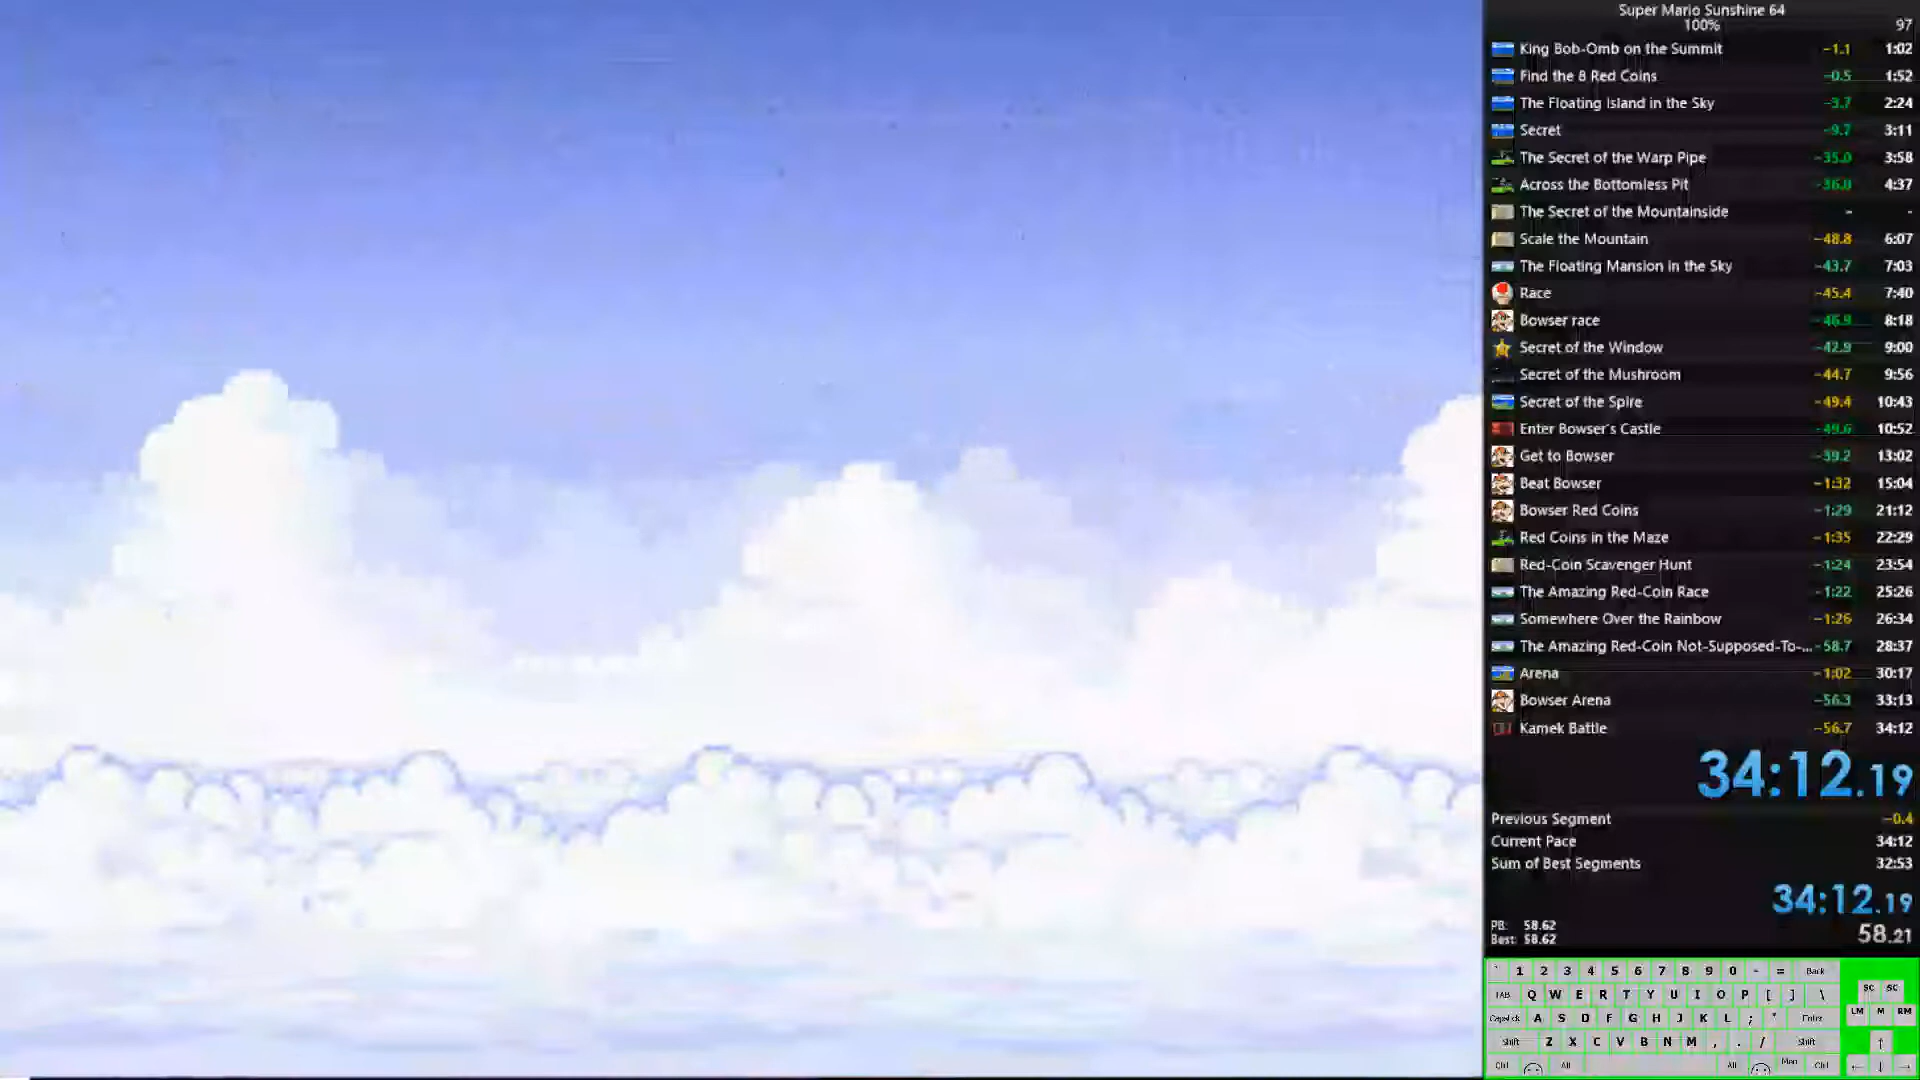 Super Mario Sunshine 64
100% 97
King Bob-Omb on the Summit -1.1 1:02
Find the 8 Red Coins -0.5 1:52
The Floating Island in the Sky -3.7 2:24
Secret -9.7 3:11
The Secret of the Warp Pipe -35.0 3:58
Across the Bottomless Pit -36.0 4:37
The Secret of the Mountainside - -
Scale the Mountain -48.8 6:07
The Floating Mansion in the Sky -43.7 7:03
Race -45.4 7:40
Bowser race -46.9 8:18
Secret of the Window -42.9 9:00
Secret of the Mushroom -44.7 9:56
Secret of the Spire -49.4 10:43
Enter Bowser's Castle -49.6 10:52
Get to Bowser -59.2 13:02
Beat Bowser -1:32 15:04
Bowser Red Coins -1:29 21:12
Red Coins in the Maze -1:35 22:29
Red-Coin Scavenger Hunt -1:24 23:54
The Amazing Red-Coin Race -1:22 25:26
Somewhere Over the Rainbow -1:26 26:34
The Amazing Red-Coin Not-Supposed-To-... -58.7 28:37
Arena -1:02 30:17
Bowser Arena -56.3 33:13
Kamek Battle -56.7 34:12
34:12.19
Previous Segment -0.4
Current Pace 34:12
Sum of Best Segments 32:53
34:12.19
PB: 58.62
Best: 58.62
58.21
` 1 2 3 4 5 6 7 8 9 0 - = Back
TAB Q W E R T Y U I O P [ ] \
A S D F G H J K L ; ' Enter
Shift Z X C V B N M , . / Shift
Ctrl Alt Alt Men Ctrl
SC SC
LM M RM
↑
← ↓ →